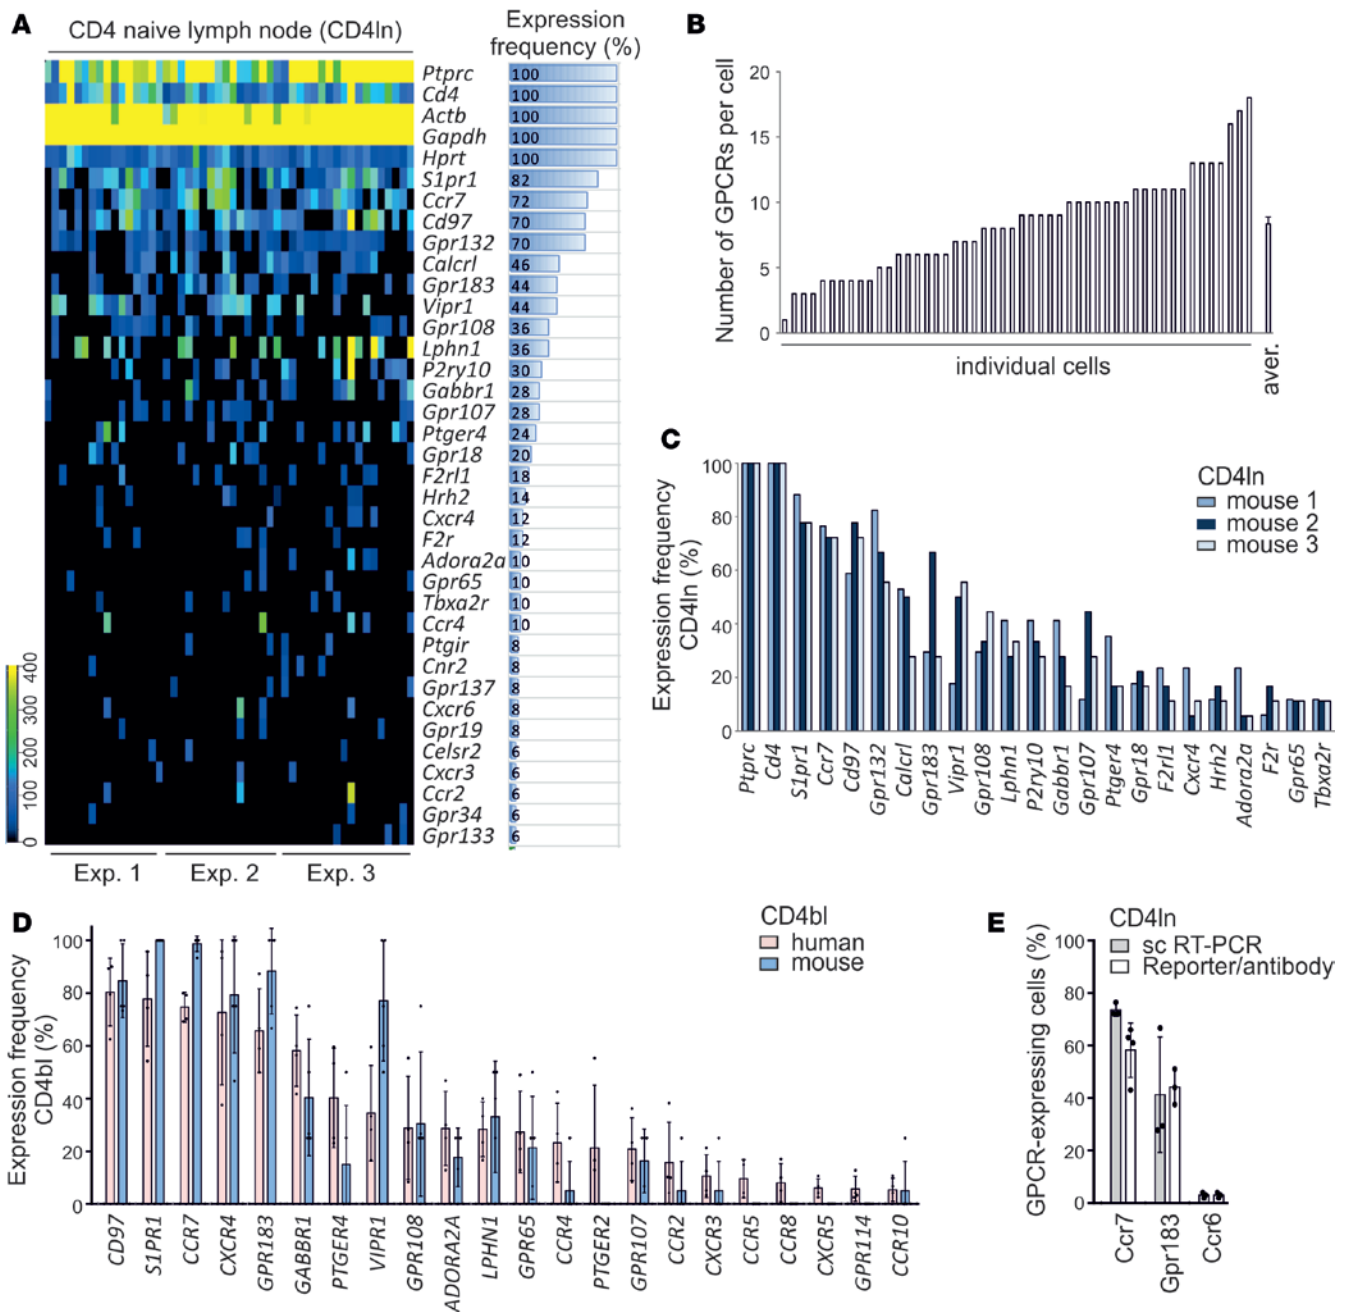 A
CD4 naive lymph node (CD4ln)
Expression
frequency (%)
Ptprc 100
Cd4 100
Actb 100
Gapdh 100
Hprt 100
S1pr1 82
Ccr7 72
Cd97 70
Gpr132 70
Calcrl 46
Gpr183 44
Vipr1 44
Gpr108 36
Lphn1 36
P2ry10 30
Gabbr1 28
Gpr107 28
Ptger4 24
Gpr18 20
F2rl1 18
Hrh2 14
Cxcr4 12
F2r 12
Adora2a 10
Gpr65 10
Tbxa2r 10
Ccr4 10
Ptgir 8
Cnr2 8
Gpr137 8
Cxcr6 8
Gpr19 8
Celsr2 6
Cxcr3 6
Ccr2 6
Gpr34 6
Gpr133 6
0 100 200 300 400
Exp. 1 Exp. 2 Exp. 3
B
Number of GPCRs per cell
20
15
10
5
0
individual cells
aver.
C
Expression frequency
CD4ln (%)
100
80
60
40
20
0
CD4ln
mouse 1
mouse 2
mouse 3
Ptprc
Cd4
S1pr1
Ccr7
Cd97
Gpr132
Calcrl
Gpr183
Vipr1
Gpr108
Lphn1
P2ry10
Gabbr1
Gpr107
Ptger4
Gpr18
F2rl1
Cxcr4
Hrh2
Adora2a
F2r
Gpr65
Tbxa2r
D
Expression frequency
CD4bl (%)
100
80
60
40
20
0
CD4bl
human
mouse
CD97
S1PR1
CCR7
CXCR4
GPR183
GABBR1
PTGER4
VIPR1
GPR108
ADORA2A
LPHN1
GPR65
CCR4
PTGER2
GPR107
CCR2
CXCR3
CCR5
CCR8
CXCR5
GPR114
CCR10
E
GPCR-expressing cells (%)
100
80
60
40
20
0
CD4ln
sc RT-PCR
Reporter/antibody
Ccr7
Gpr183
Ccr6